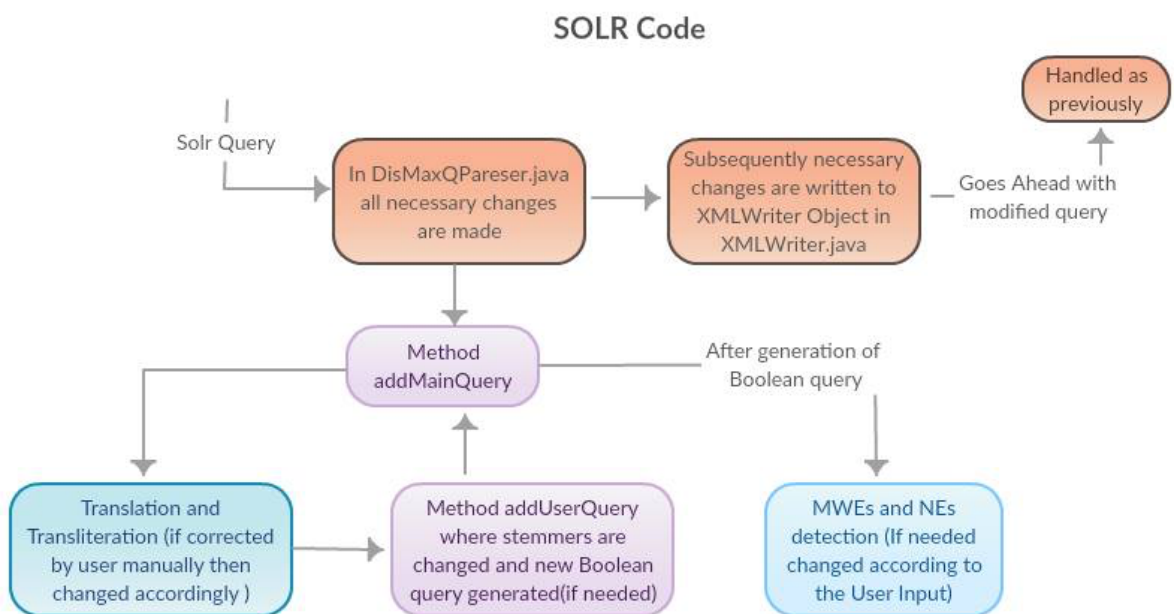 SOLR Code
Handled as
previously
Solr Query
In DisMaxQPareser.java
all necessary changes
are made
Subsequently necessary
changes are written to
XMLWriter Object in
XMLWriter.java
Goes Ahead with
modified query
Method
addMainQuery
After generation of
Boolean query
Translation and
Transliteration (if corrected
by user manually then
changed accordingly )
Method addUserQuery
where stemmers are
changed and new Boolean
query generated(if needed)
MWEs and NEs
detection (If needed
changed according to
the User Input)